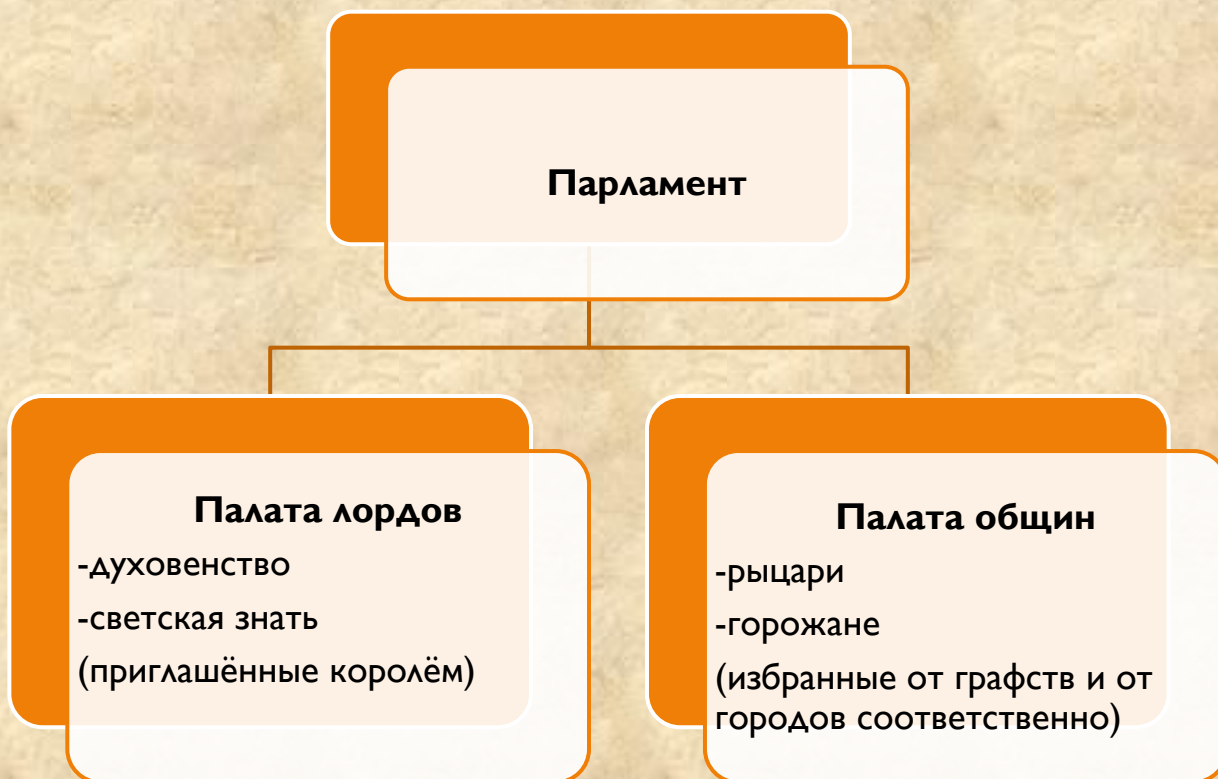 Парламент
Палата лордов
-духовенство
-светская знать
(приглашённые королём)
Палата общин
-рыцари
-горожане
(избранные от графств и от
городов соответственно)